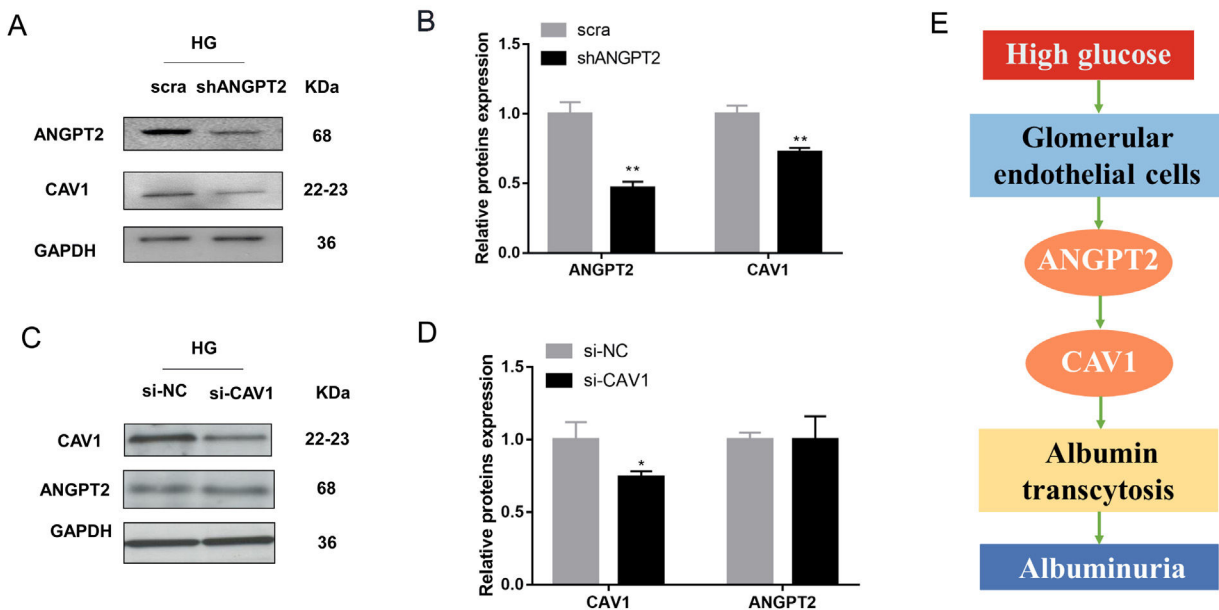 A
HG
scra shANGPT2 KDa
ANGPT2 68
CAV1 22-23
GAPDH 36
B
scra
shANGPT2
Relative proteins expression
1.5
1.0
0.5
0.0
** **
ANGPT2 CAV1
C
HG
si-NC si-CAV1 KDa
CAV1 22-23
ANGPT2 68
GAPDH 36
D
si-NC
si-CAV1
Relative proteins expression
1.5
1.0
0.5
0.0
*
CAV1 ANGPT2
E
High glucose
Glomerular
endothelial cells
ANGPT2
CAV1
Albumin
transcytosis
Albuminuria